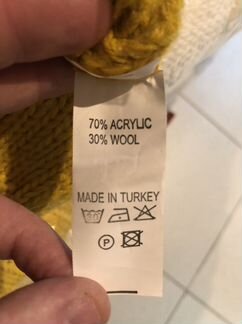 70% ACRYLIC
30% WOOL
MADE IN TURKEY
P